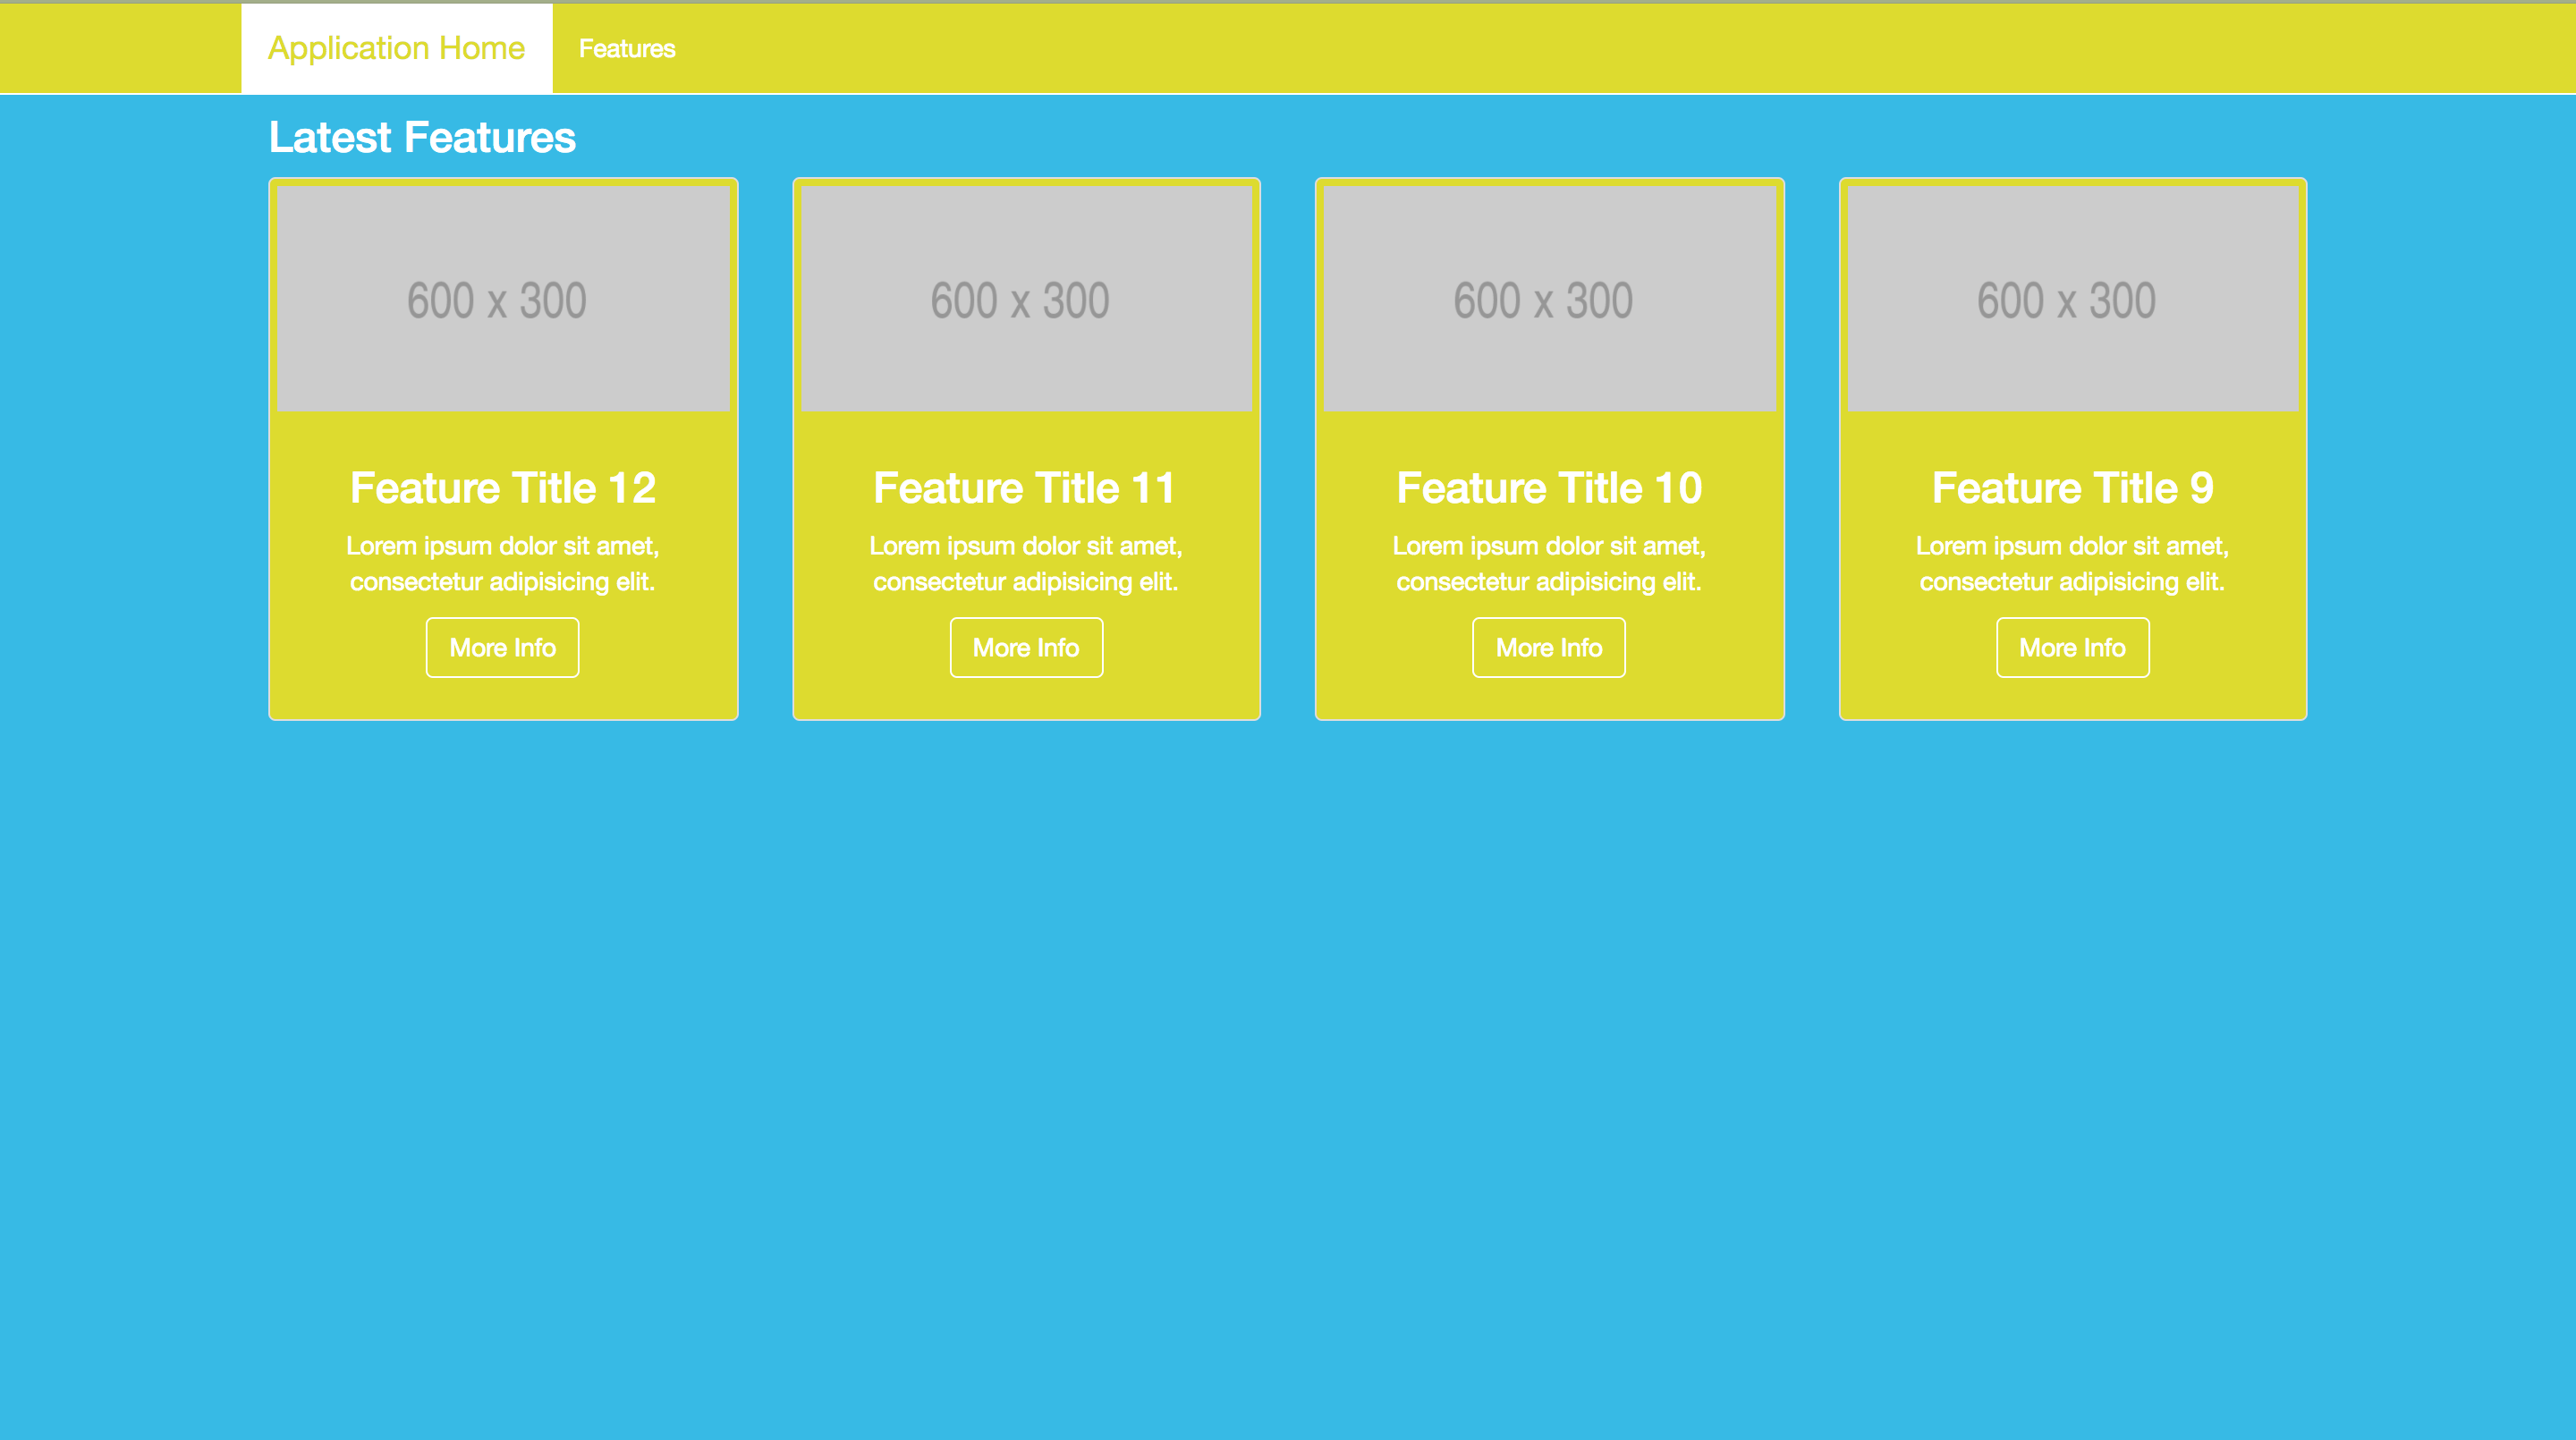 Application Home Features
Latest Features
600 x 300 600 x 300 600 x 300 600 x 300
Feature Title 12
Lorem ipsum dolor sit amet,
consectetur adipisicing elit.
More Info
Feature Title 11
Lorem ipsum dolor sit amet,
consectetur adipisicing elit.
More Info
Feature Title 10
Lorem ipsum dolor sit amet,
consectetur adipisicing elit.
More Info
Feature Title 9
Lorem ipsum dolor sit amet,
consectetur adipisicing elit.
More Info